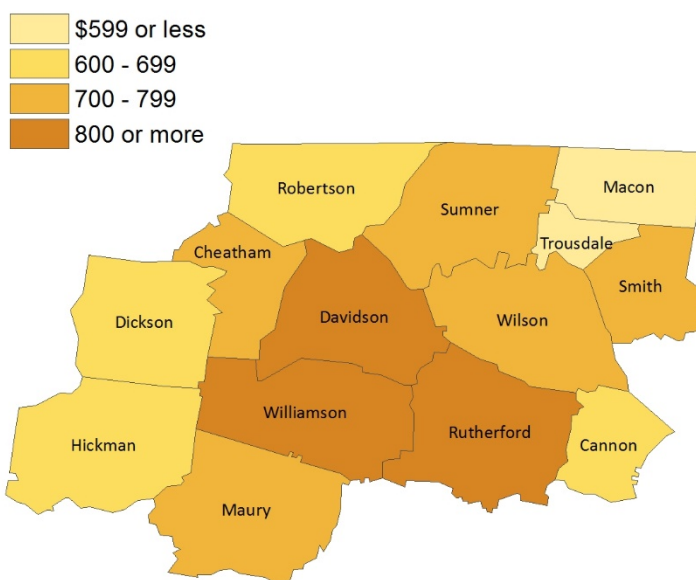 $599 or less
600 - 699
700 - 799
800 or more
Robertson
Sumner
Macon
Trousdale
Cheatham
Smith
Dickson
Davidson
Wilson
Williamson
Rutherford
Hickman
Cannon
Maury